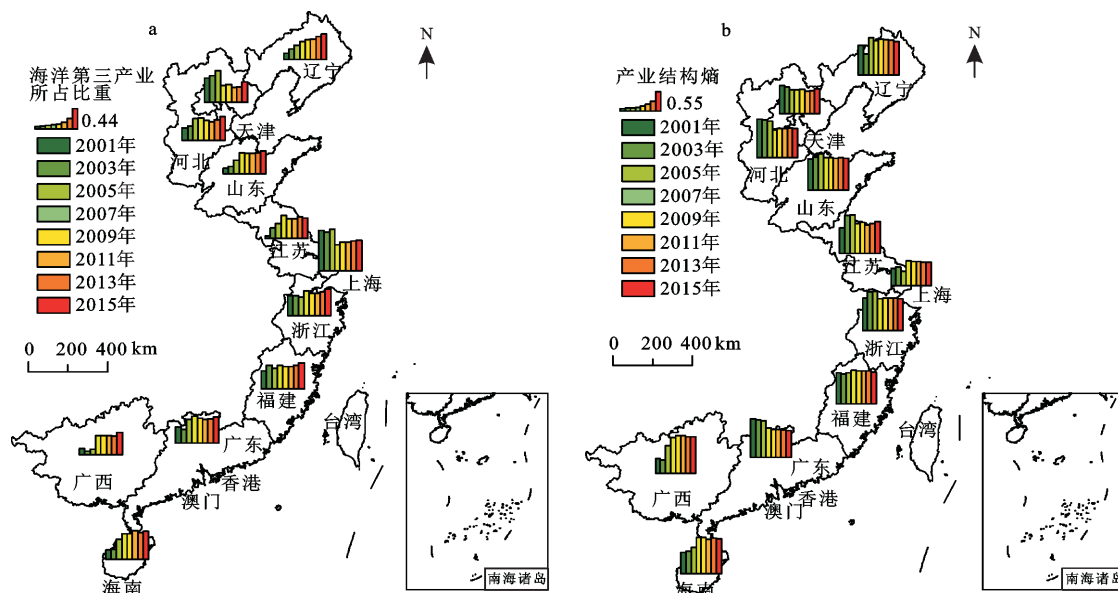 a
N
海洋第三产业
所占比重
0.44
2001年
2003年
2005年
2007年
2009年
2011年
2013年
2015年
0 200 400 km
辽宁
天津
河北
山东
江苏
上海
浙江
福建
台湾
广东
广西
香港
澳门
海南
南海诸岛
b
N
产业结构熵
0.55
2001年
2003年
2005年
2007年
2009年
2011年
2013年
2015年
0 200 400 km
辽宁
天津
河北
山东
江苏
上海
浙江
福建
台湾
广东
广西
香港
澳门
海南
南海诸岛